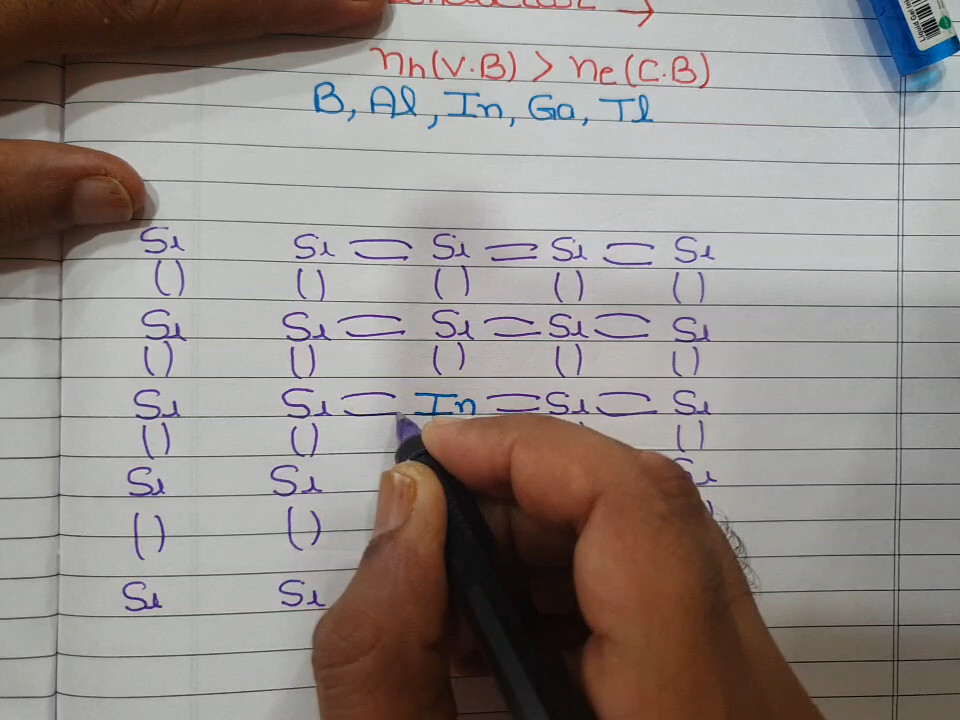 nh(V.B) > ne(C.B)
B, Al, In, Ga, Tl
Si Si Si Si Si
Si Si Si Si Si
Si Si In Si Si
Si Si
Si Si